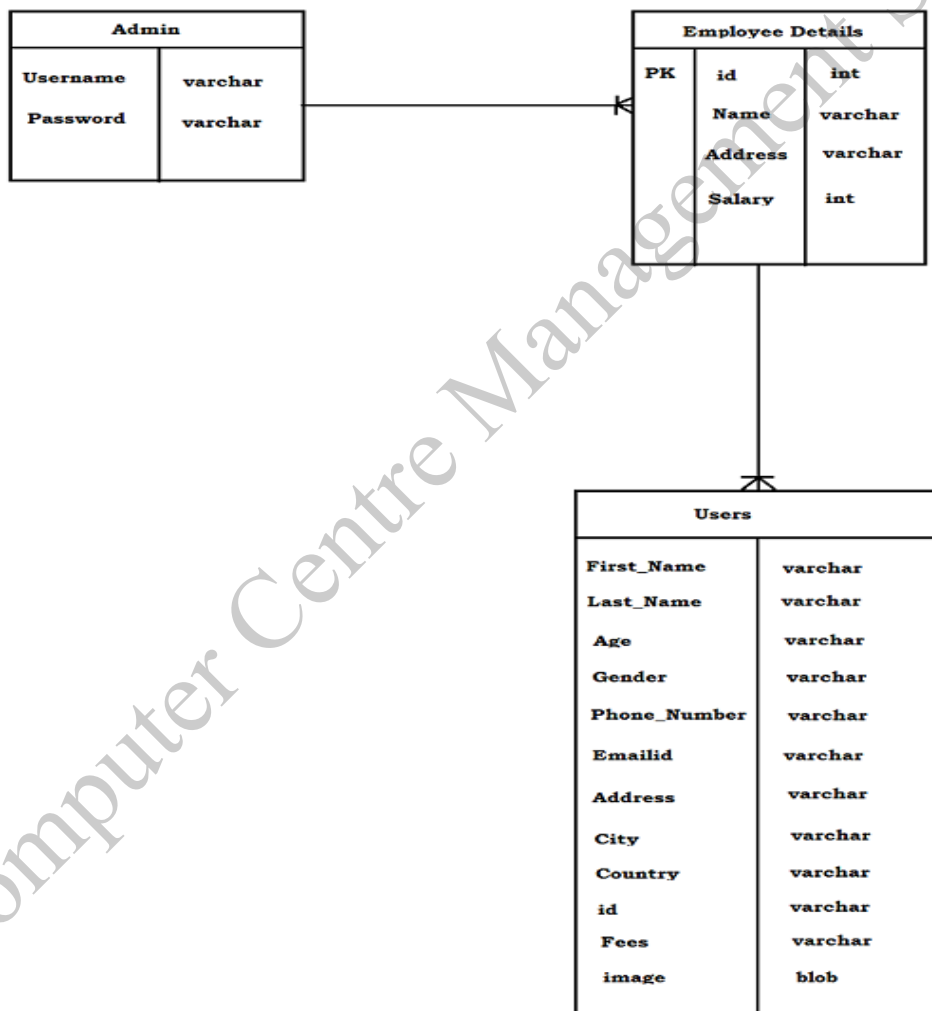 Admin
Username varchar
Password varchar
Employee Details
PK id int
Name varchar
Address varchar
Salary int
Users
First_Name varchar
Last_Name varchar
Age varchar
Gender varchar
Phone_Number varchar
Emailid varchar
Address varchar
City varchar
Country varchar
id varchar
Fees varchar
image blob
omputer Centre Management S